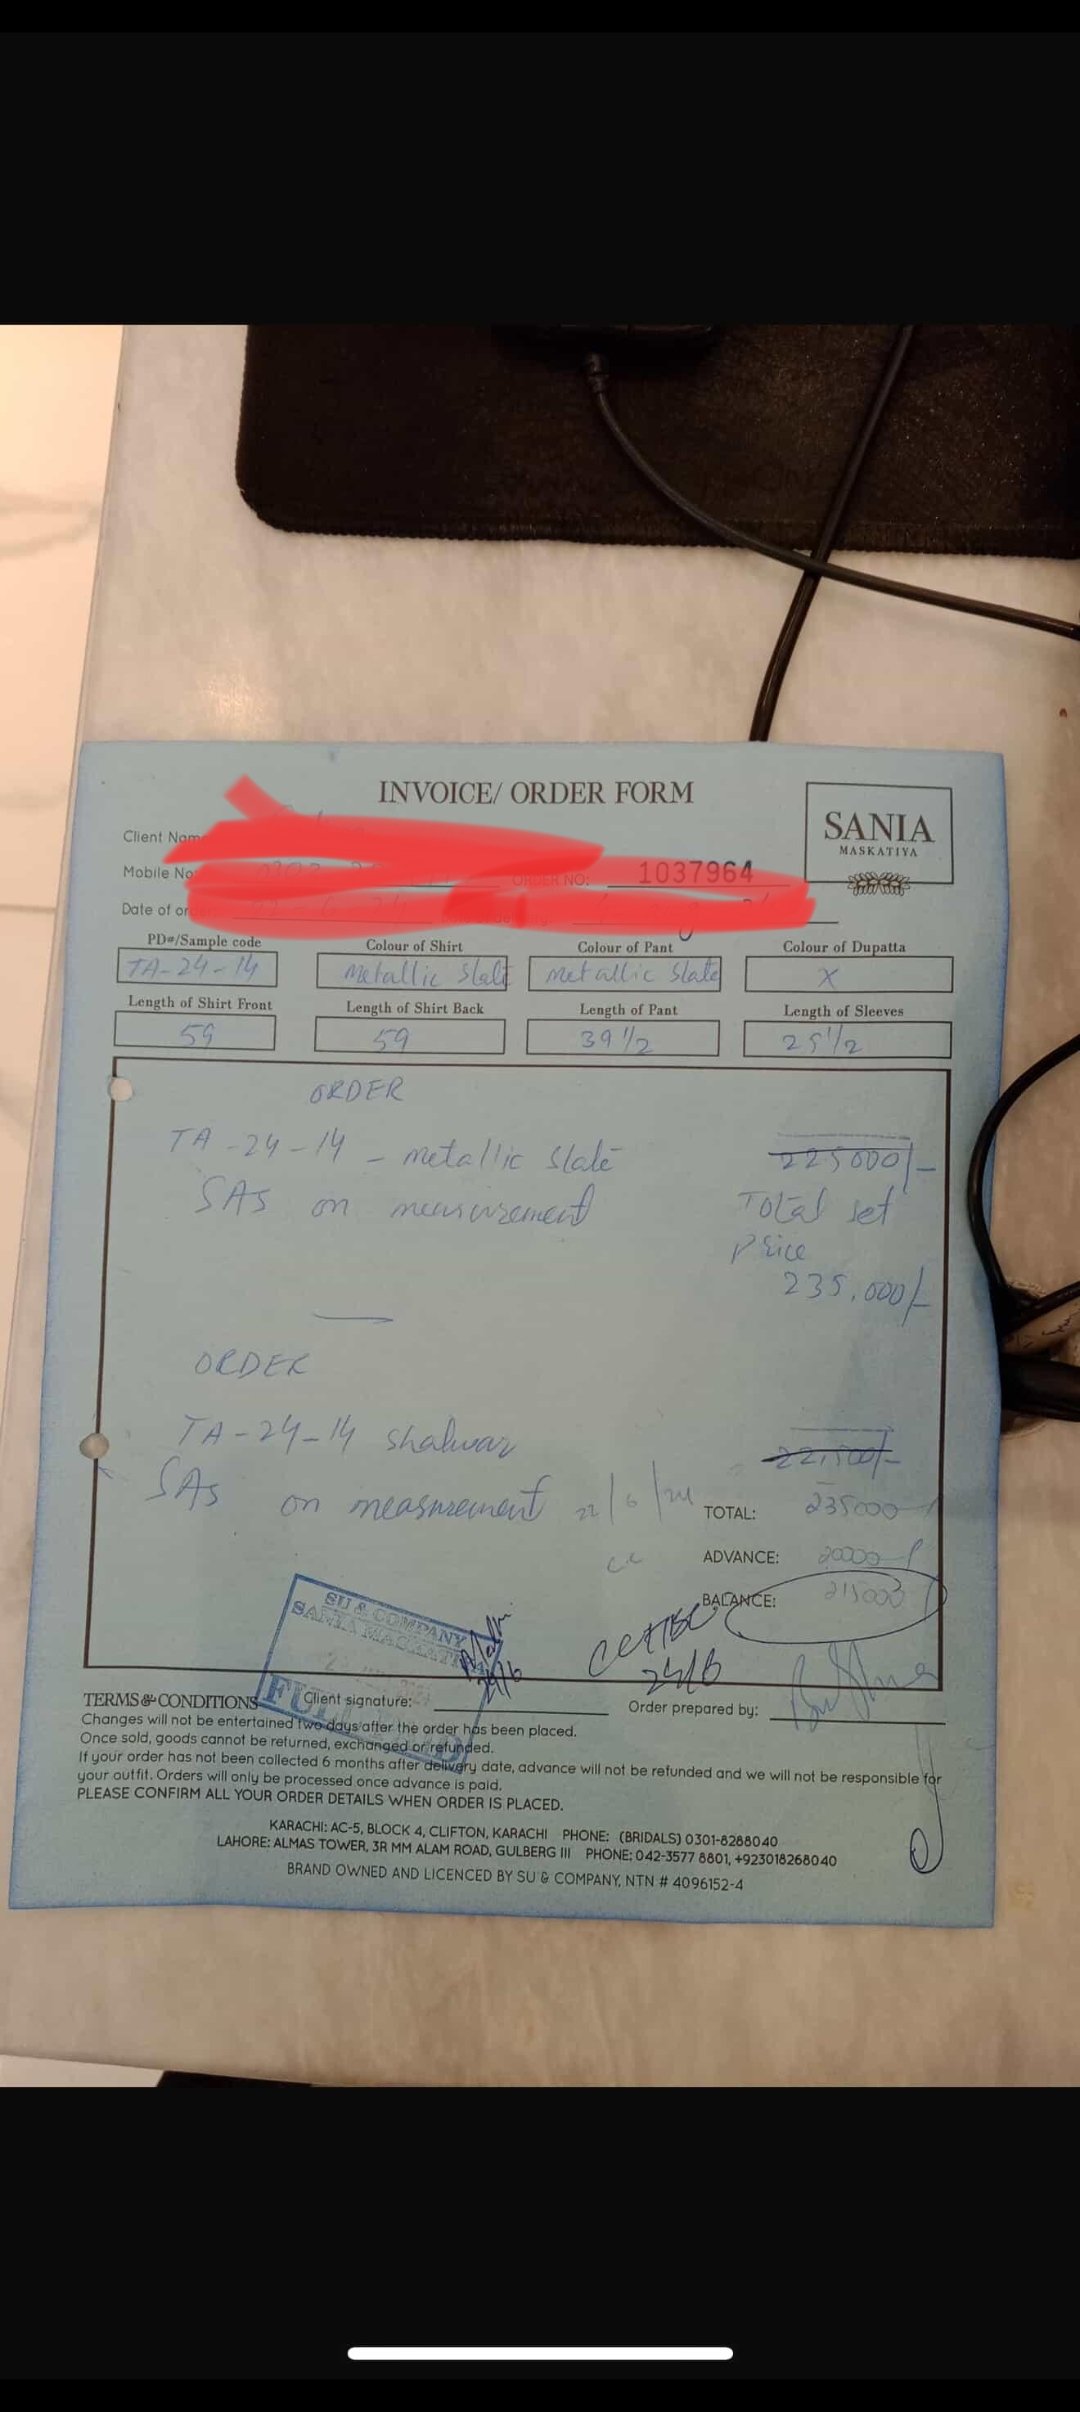 INVOICE/ ORDER FORM
SANIA
MASKATIYA
Client Nam
Mobile No
ORDER NO: 1037964
Date of or
PD#/Sample code
Colour of Shirt
Colour of Pant
Colour of Dupatta
TA-24-14
Metallic Slate
Metallic Slate
X
Length of Shirt Front
Length of Shirt Back
Length of Pant
Length of Sleeves
59
59
39 1/2
ORDER
TA-24-14 - metallic slate
225000/-
SAS on measurement
Total set
Price
235,000/-
ORDER
TA-24-14 Shalwar
SAS on measurement 22/6/24
TOTAL: 235000/-
ADVANCE: 20000/-
BALANCE: 215000/-
SU & COMPANY
SANIA MASKATIYA
25/6
TERMS & CONDITIONS
Client signature:
Order prepared by:
Changes will not be entertained two days after the order has been placed.
Once sold, goods cannot be returned, exchanged or refunded.
If your order has not been collected 6 months after delivery date, advance will not be refunded and we will not be responsible for
your outfit. Orders will only be processed once advance is paid.
PLEASE CONFIRM ALL YOUR ORDER DETAILS WHEN ORDER IS PLACED.
KARACHI: AC-5, BLOCK 4, CLIFTON, KARACHI PHONE: (BRIDALS) 0301-8288040
LAHORE: ALMAS TOWER, 3R MM ALAM ROAD, GULBERG III PHONE: 042-3577 8801, +923018268040
BRAND OWNED AND LICENCED BY SU & COMPANY, NTN # 4096152-4